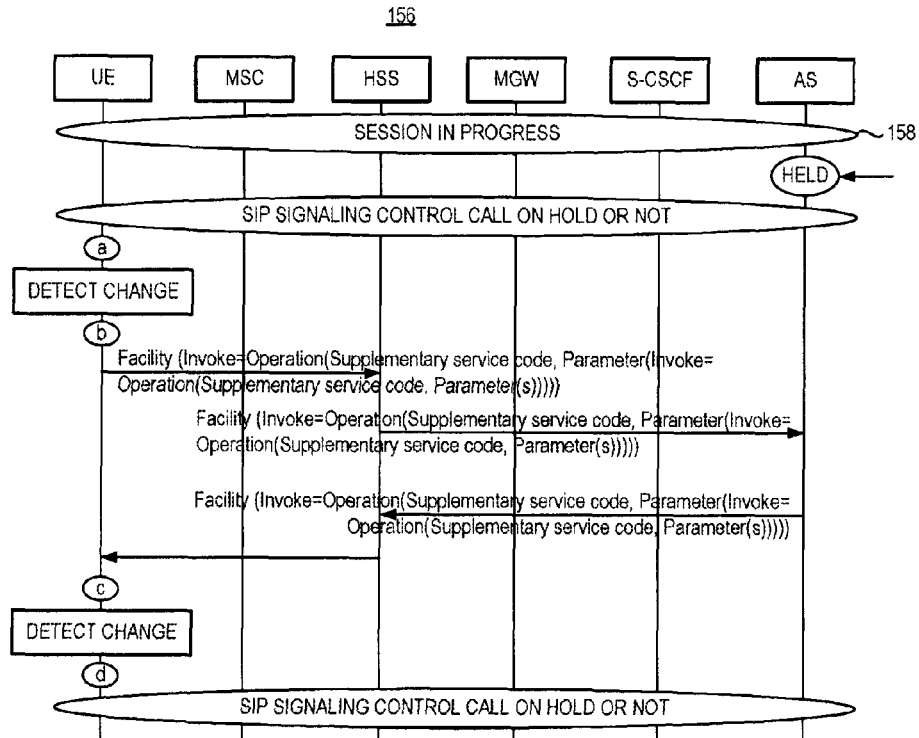 156
UE MSC HSS MGW S-CSCF AS
SESSION IN PROGRESS
158
HELD
SIP SIGNALING CONTROL CALL ON HOLD OR NOT
a
DETECT CHANGE
b
Facility (Invoke=Operation(Supplementary service code, Parameter(Invoke=
Operation(Supplementary service code, Parameter(s)))))
Facility (Invoke=Operation(Supplementary service code, Parameter(Invoke=
Operation(Supplementary service code, Parameter(s)))))
Facility (Invoke=Operation(Supplementary service code, Parameter(Invoke=
Operation(Supplementary service code, Parameter(s)))))
c
DETECT CHANGE
d
SIP SIGNALING CONTROL CALL ON HOLD OR NOT